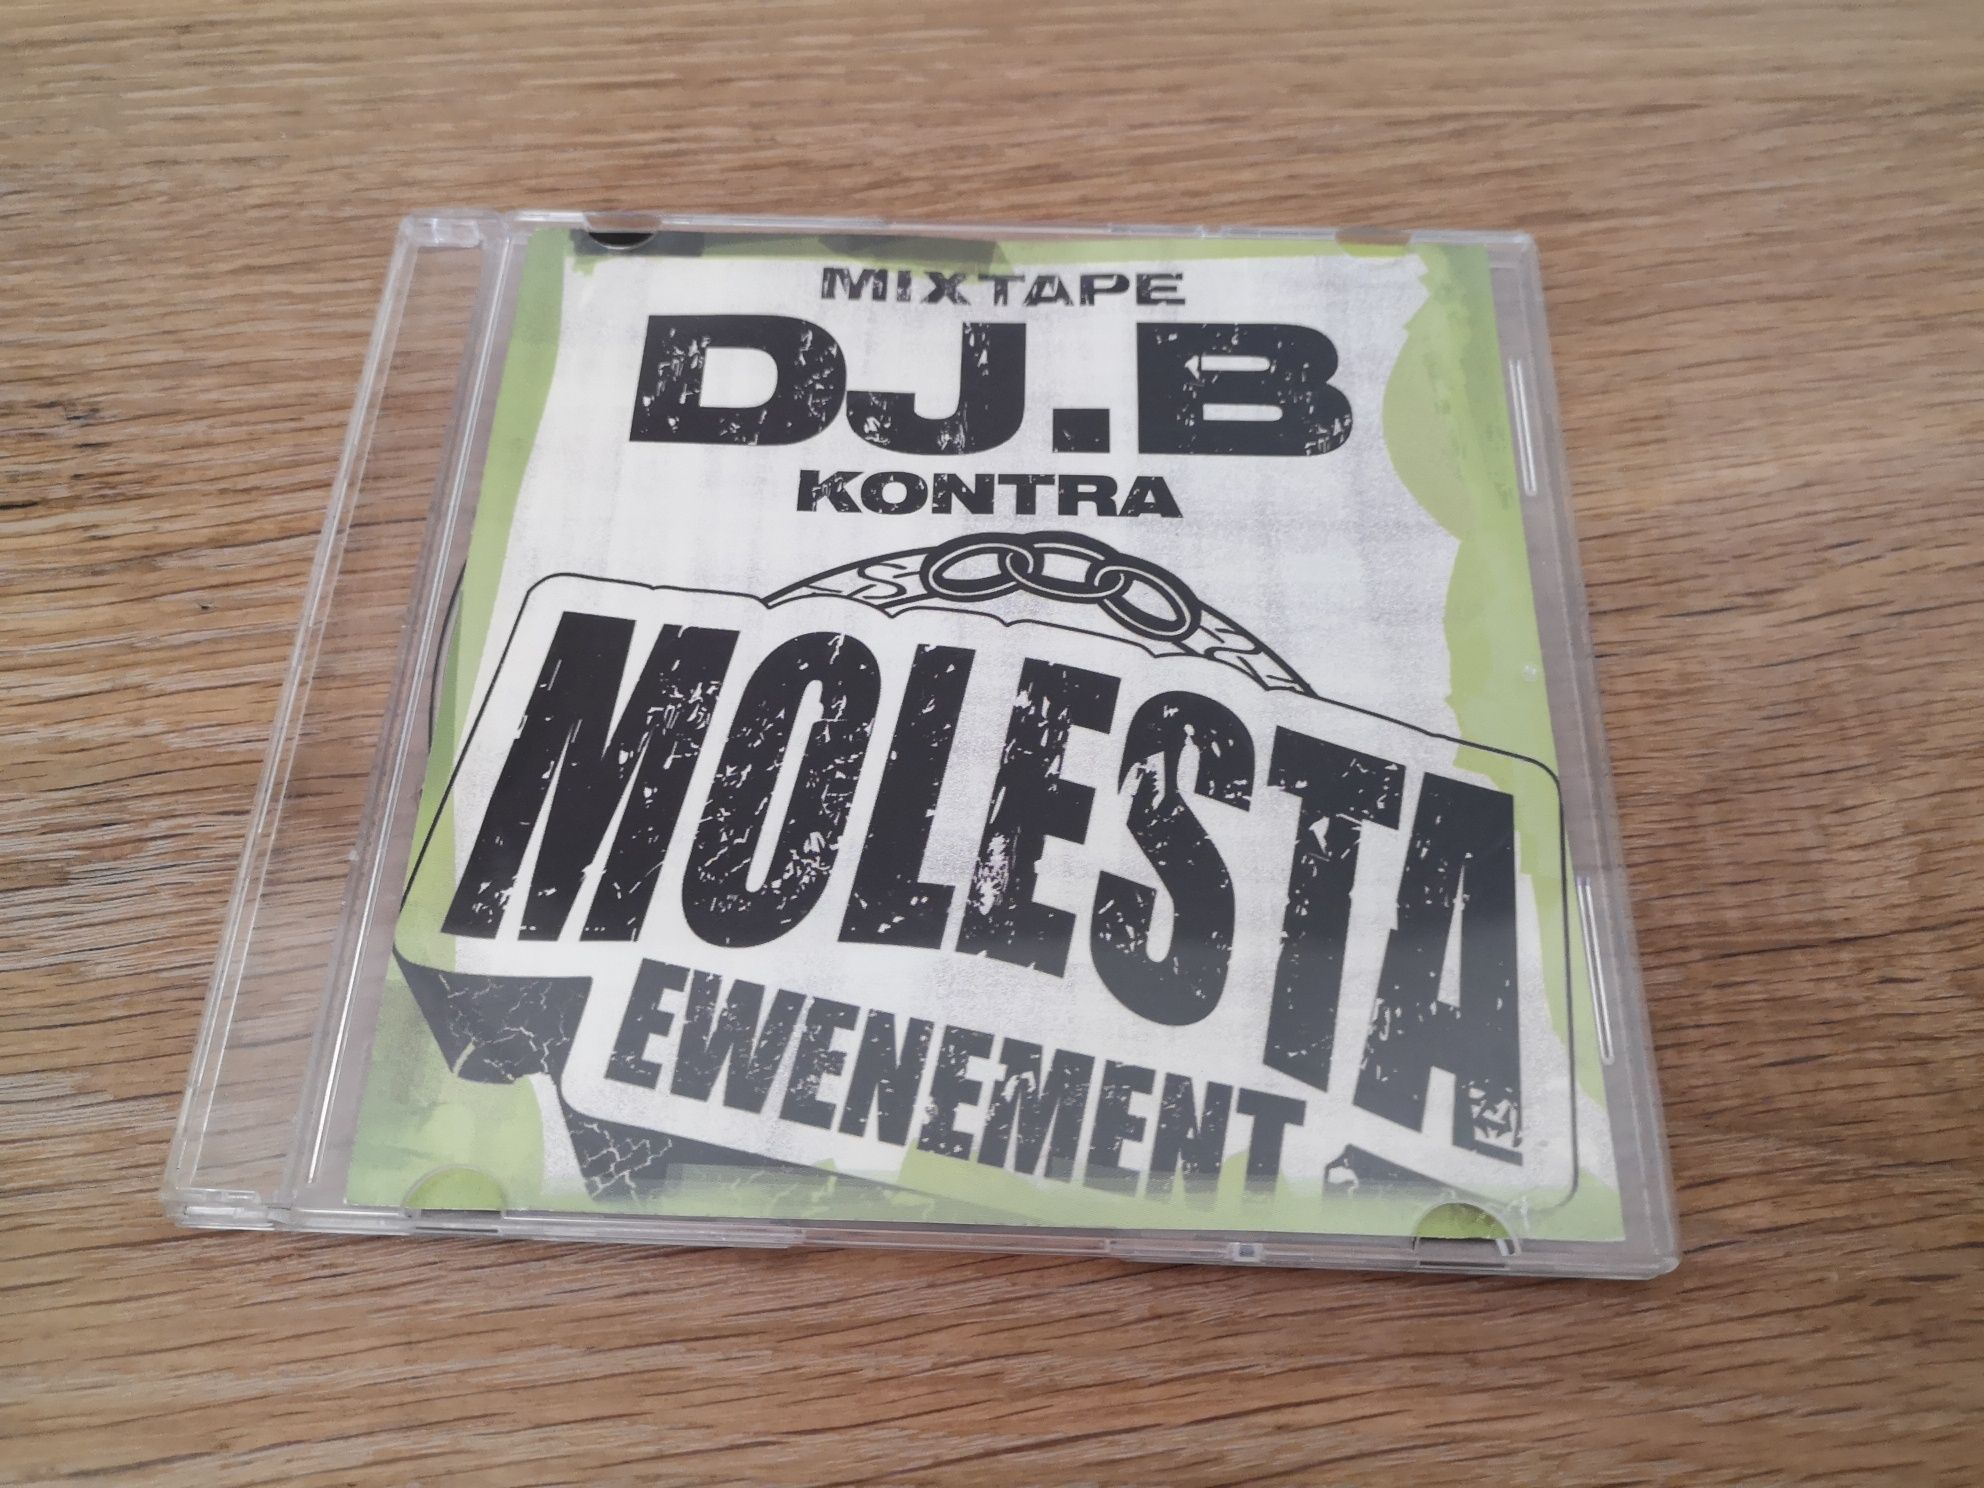 MIXTAPE
DJ.B
KONTRA
MOLESTA
EWENEMENT